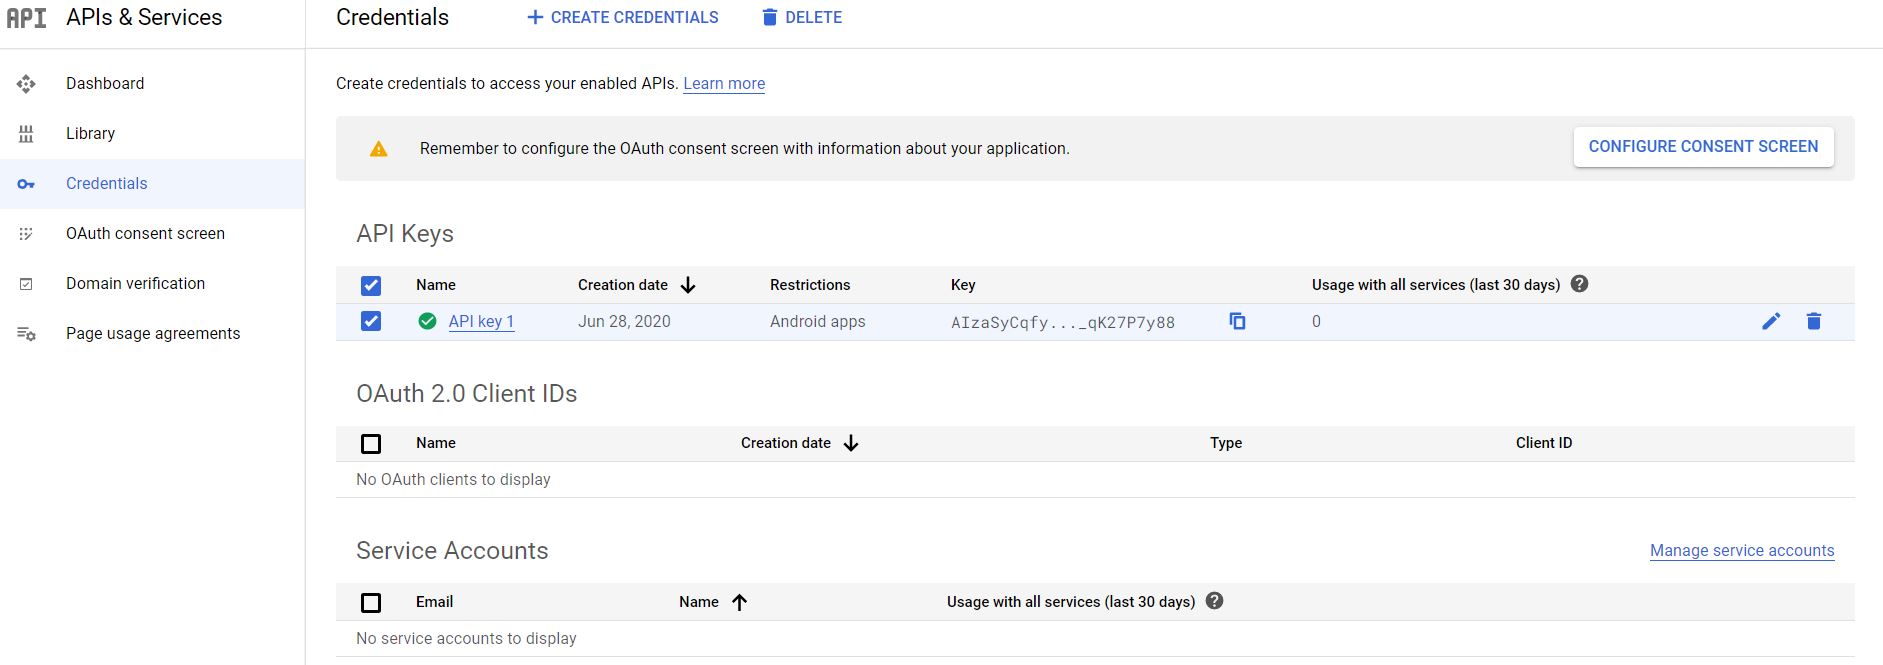 API APIs & Services
Credentials
CREATE CREDENTIALS
DELETE
Dashboard
Library
Credentials
OAuth consent screen
Domain verification
Page usage agreements
Create credentials to access your enabled APIs. Learn more
Remember to configure the OAuth consent screen with information about your application.
CONFIGURE CONSENT SCREEN
API Keys
Name Creation date Restrictions Key Usage with all services (last 30 days) ?
API key 1 Jun 28, 2020 Android apps AIzaSyCqfy..._qK27P7y88 0
OAuth 2.0 Client IDs
Name Creation date Type Client ID
No OAuth clients to display
Service Accounts
Manage service accounts
Email Name Usage with all services (last 30 days) ?
No service accounts to display